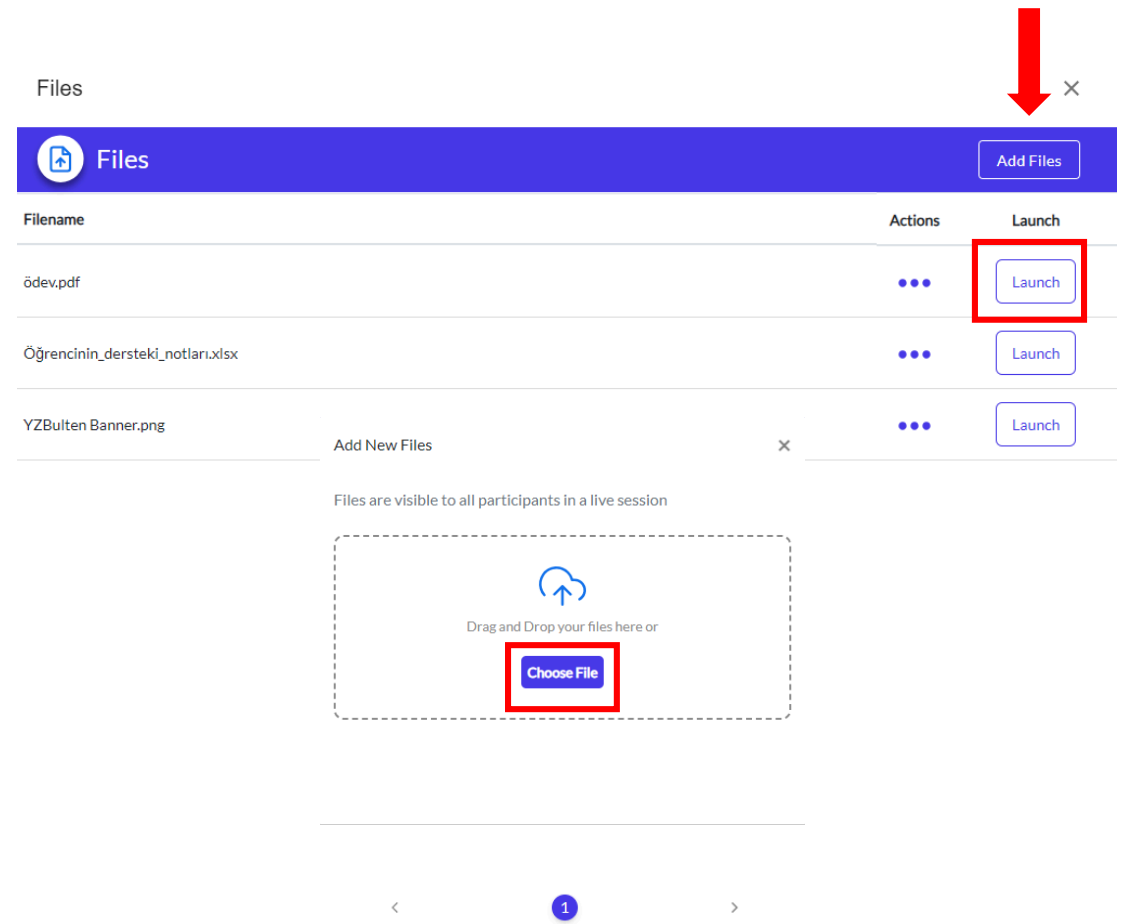 Files
Files
Add Files
Filename Actions Launch
ödev.pdf Launch
Öğrencinin_dersteki_notları.xlsx Launch
YZBulten Banner.png Launch
Add New Files
Files are visible to all participants in a live session
Drag and Drop your files here or
Choose File
1